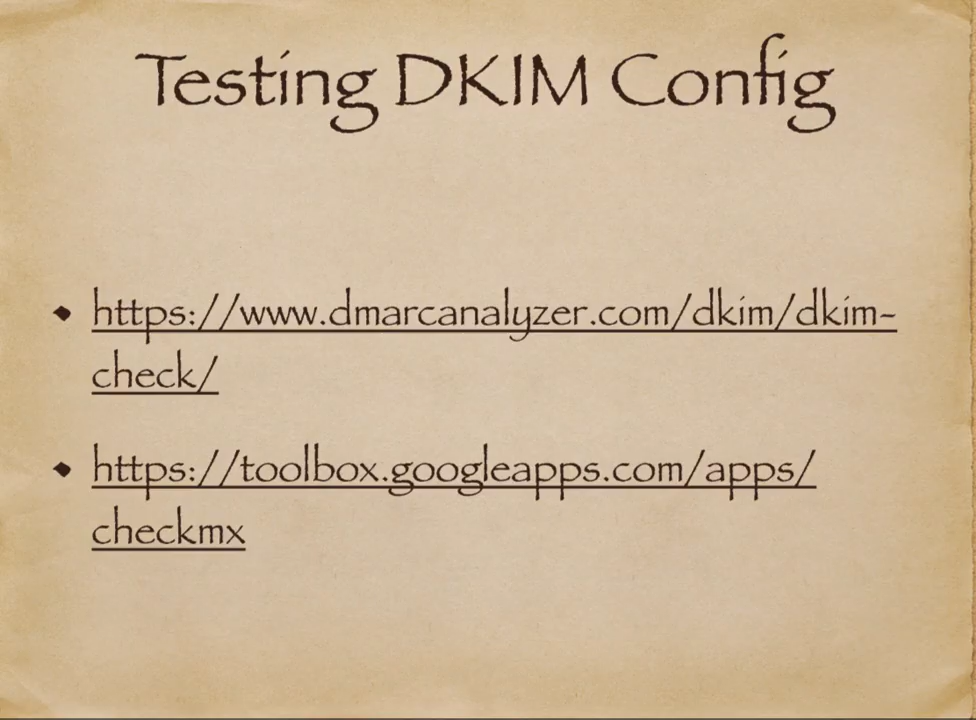 Testing DKIM Config
• https://www.dmarcanalyzer.com/dkim/dkim-
check/
• https://toolbox.googleapps.com/apps/
checkmx